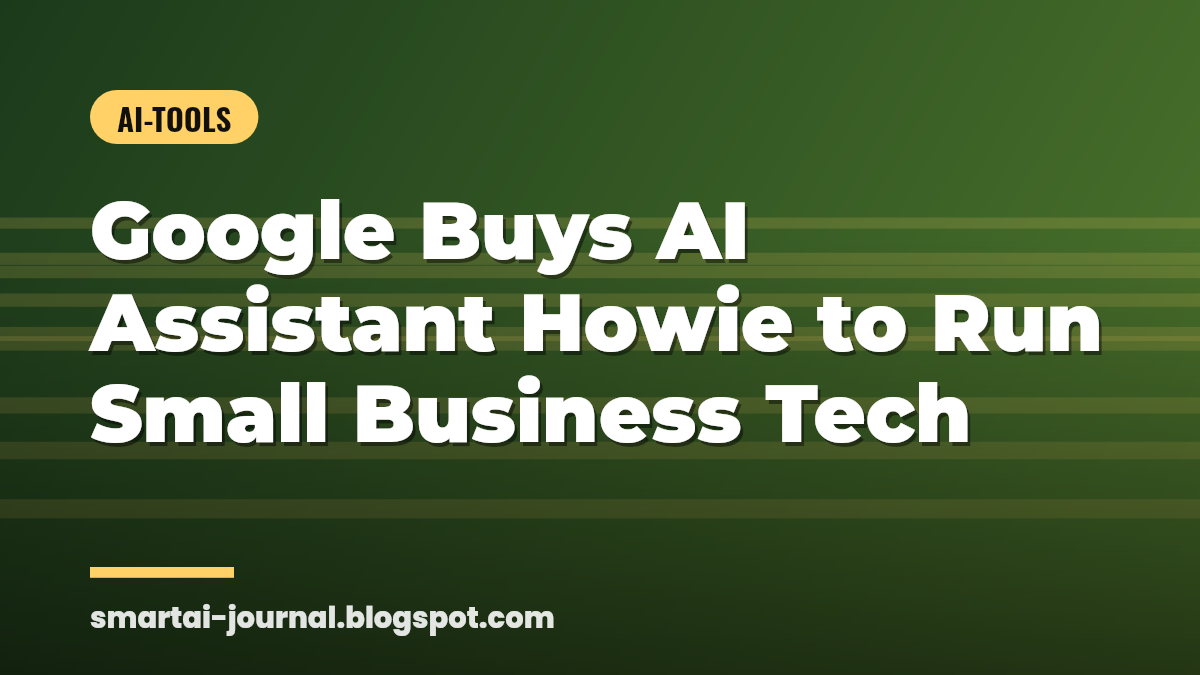 AI-TOOLS
Google Buys AI
Assistant Howie to Run
Small Business Tech
smartai-journal.blogspot.com